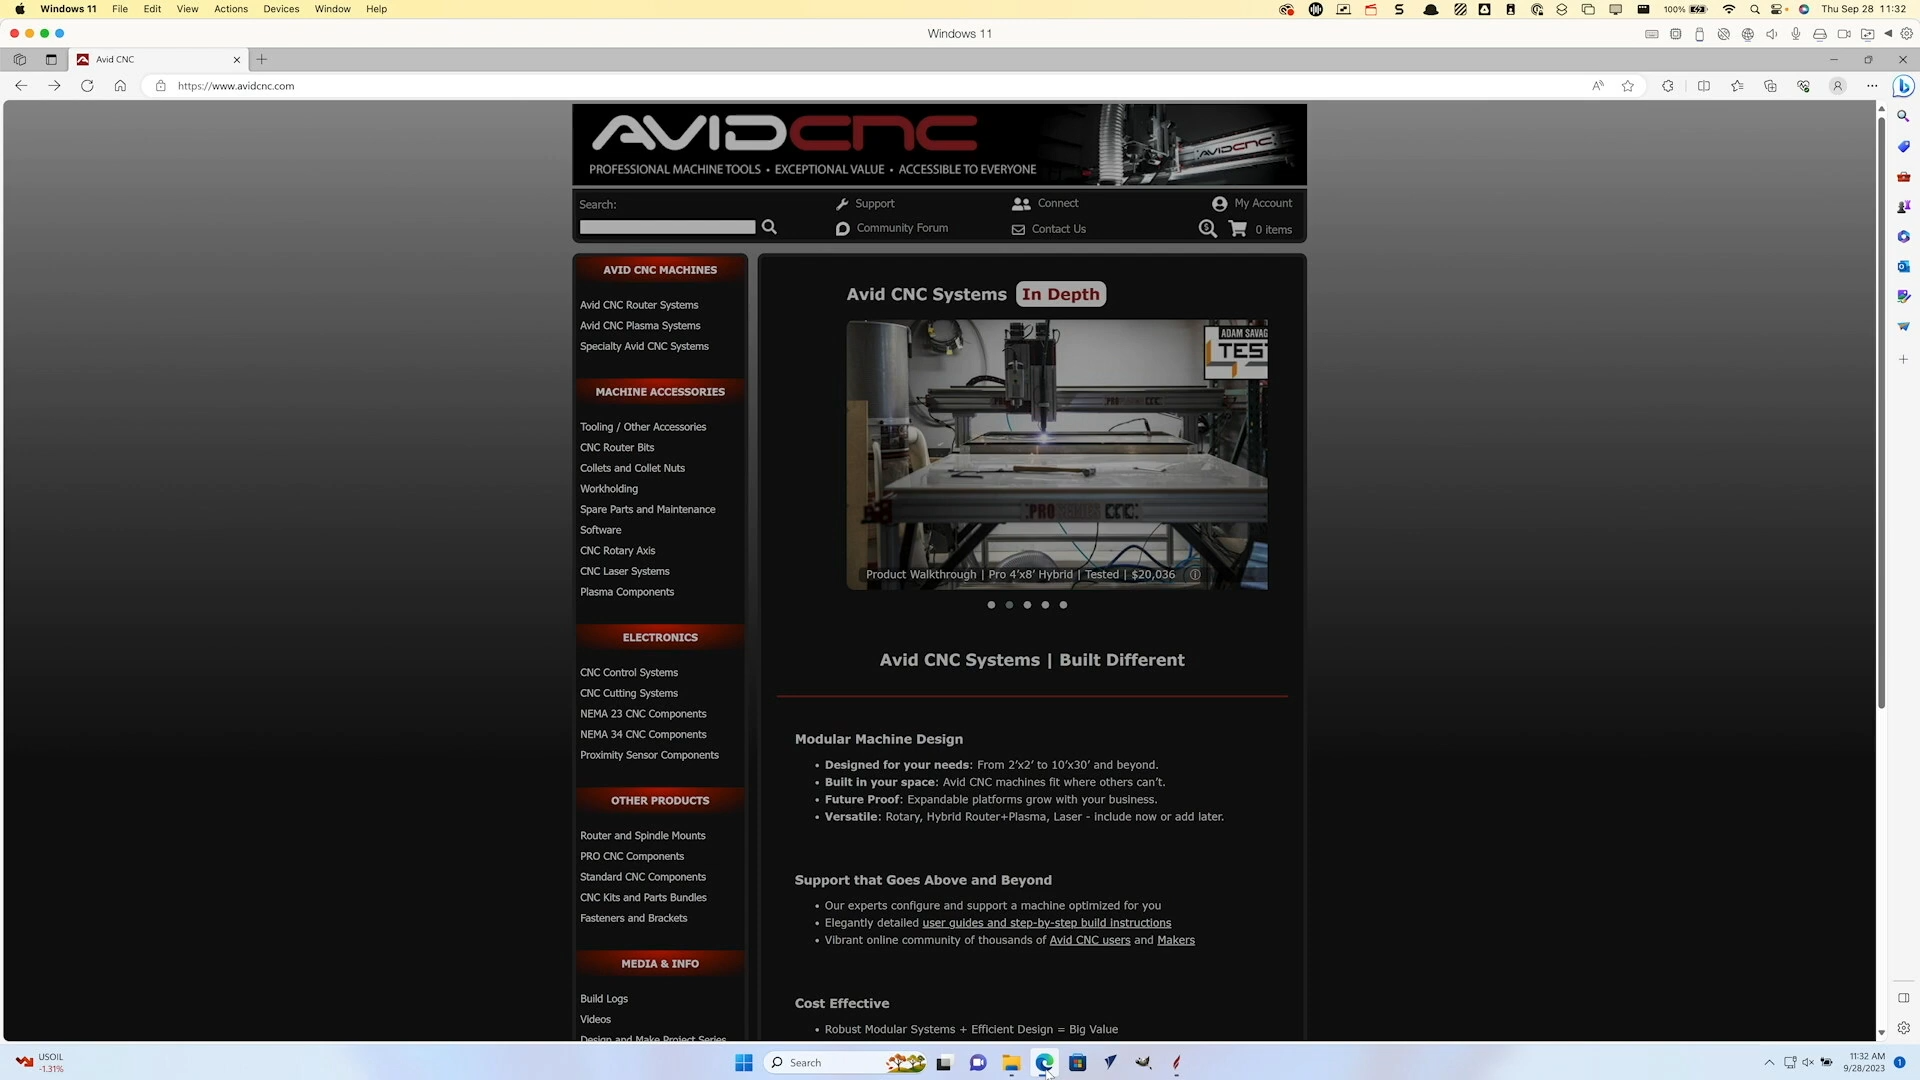 Windows 11 File Edit View Actions Devices Window Help
100% Thu Sep 28 11:32
Windows 11
Avid CNC
https://www.avidcnc.com
AVIDCNC
PROFESSIONAL MACHINE TOOLS • EXCEPTIONAL VALUE • ACCESSIBLE TO EVERYONE
AVIDCNC
Search:
Support
Connect
My Account
Community Forum
Contact Us
0 items
AVID CNC MACHINES
Avid CNC Router Systems
Avid CNC Plasma Systems
Specialty Avid CNC Systems
MACHINE ACCESSORIES
Tooling / Other Accessories
CNC Router Bits
Collets and Collet Nuts
Workholding
Spare Parts and Maintenance
Software
CNC Rotary Axis
CNC Laser Systems
Plasma Components
ELECTRONICS
CNC Control Systems
CNC Cutting Systems
NEMA 23 CNC Components
NEMA 34 CNC Components
Proximity Sensor Components
OTHER PRODUCTS
Router and Spindle Mounts
PRO CNC Components
Standard CNC Components
CNC Kits and Parts Bundles
Fasteners and Brackets
MEDIA & INFO
Build Logs
Videos
Design and Make Project Series
Avid CNC Systems In Depth
ADAM SAVAG
TES
PRO
Product Walkthrough | Pro 4'x8' Hybrid | Tested | $20,036
Avid CNC Systems | Built Different
Modular Machine Design
• Designed for your needs: From 2'x2' to 10'x30' and beyond.
• Built in your space: Avid CNC machines fit where others can't.
• Future Proof: Expandable platforms grow with your business.
• Versatile: Rotary, Hybrid Router+Plasma, Laser - include now or add later.
Support that Goes Above and Beyond
• Our experts configure and support a machine optimized for you
• Elegantly detailed user guides and step-by-step build instructions
• Vibrant online community of thousands of Avid CNC users and Makers
Cost Effective
• Robust Modular Systems + Efficient Design = Big Value
USOIL
-1.31%
Search
11:32 AM
9/28/2023
1